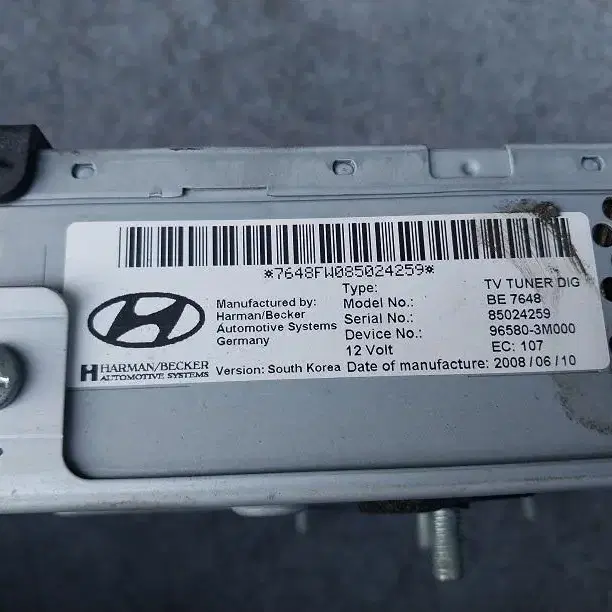 *7648FW085024259*
Manufactured by:
Harman/Becker
Automotive Systems
Germany
HARMAN/BECKER
AUTOMOTIVE SYSTEMS
Version: South Korea
Type: TV TUNER DIG
Model No.: BE 7648
Serial No.: 85024259
Device No.: 96580-3M000
12 Volt EC: 107
Date of manufacture: 2008 / 06 / 10